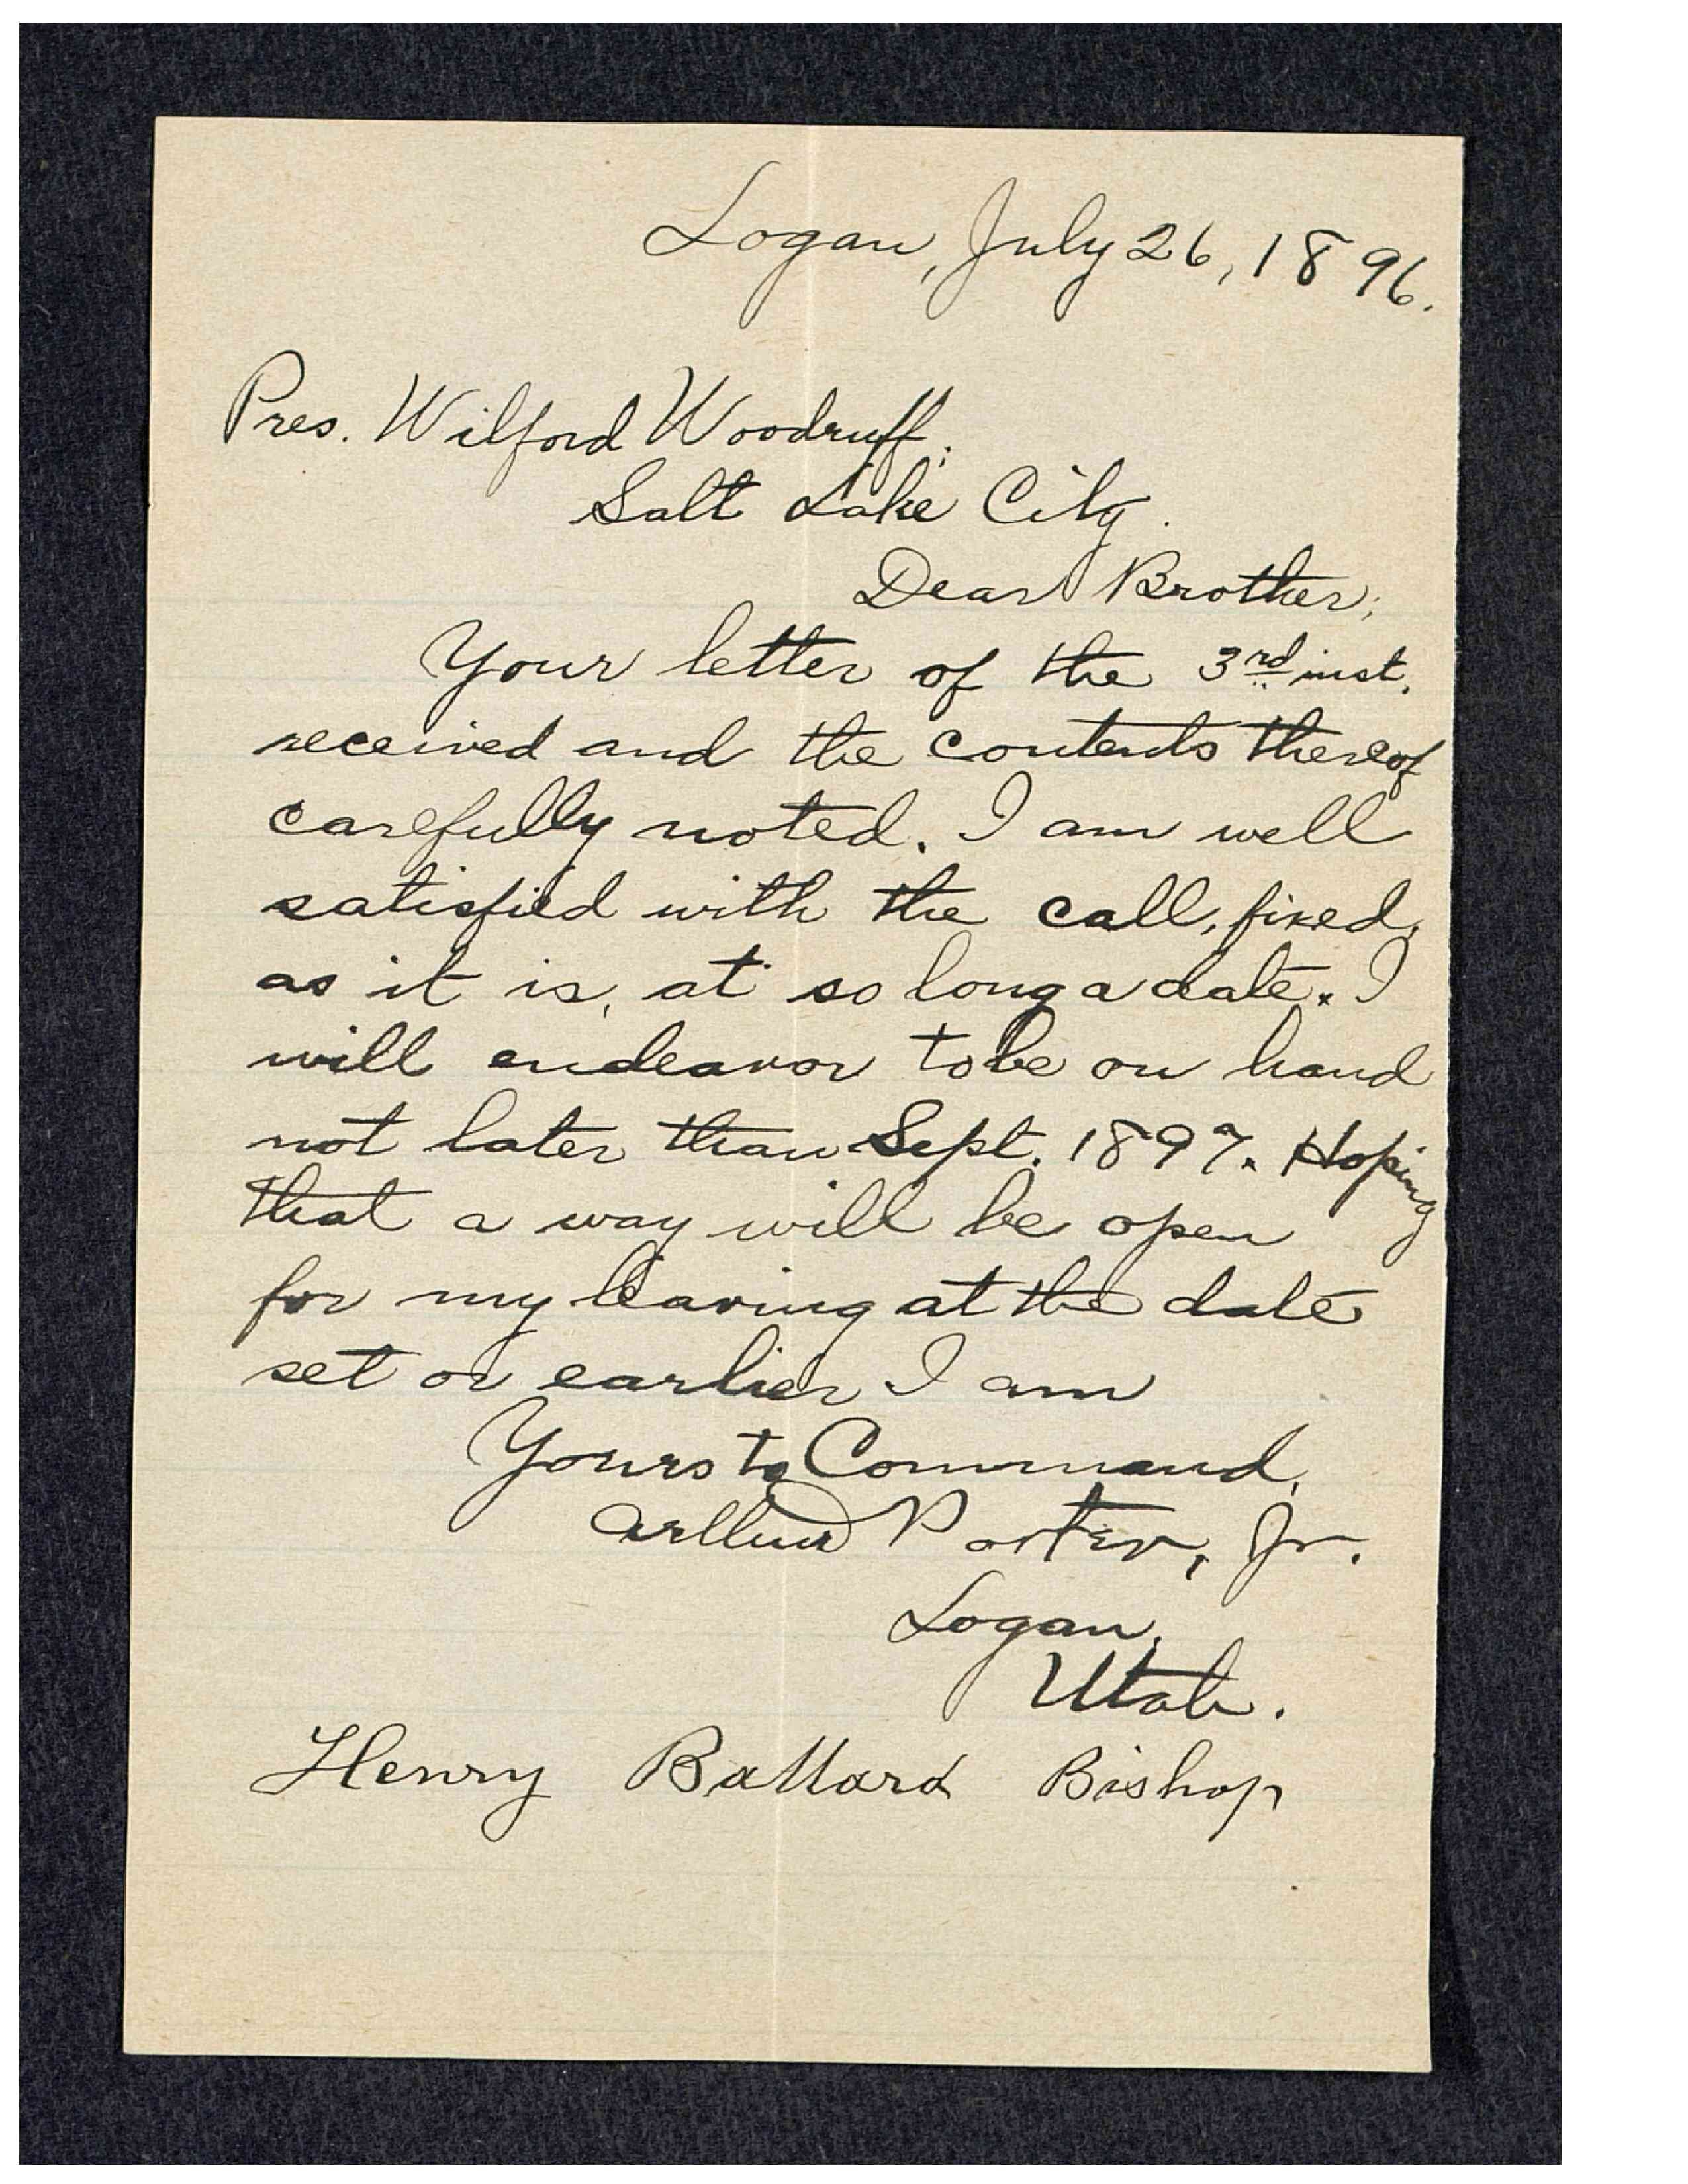 Logan, July 26, 1896.
Pres. Wilford Woodruff;
Salt Lake City.
Dear Brother;
Your letter of the 3rd inst.
received and the contents thereof
carefully noted. I am well
satisfied with the call, fixed,
as it is, at so long a date. I
will endeavor to be on hand
not later than Sept. 1897. Hoping
that a way will be open
for my leaving at the date
set or earlier I am
Yours to Command,
Arthur Porter, Jr.
Logan,
Utah.
Henry Ballard Bishop